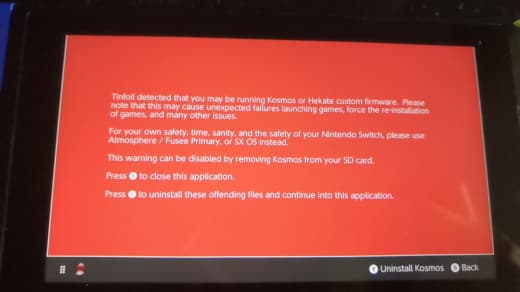 Tinfoil detected that you may be running Kosmos or Hekate custom firmware. Please
note that this may cause unexpected failures launching games, force the re-installation
of games, and many other issues.
For your own safety, time, sanity, and the safety of your Nintendo Switch, please use
Atmosphere / Fusee Primary, or SX OS instead.
This warning can be disabled by removing Kosmos from your SD card.
Press to close this application.
Press to uninstall these offending files and continue into this application.
Y Uninstall Kosmos B Back